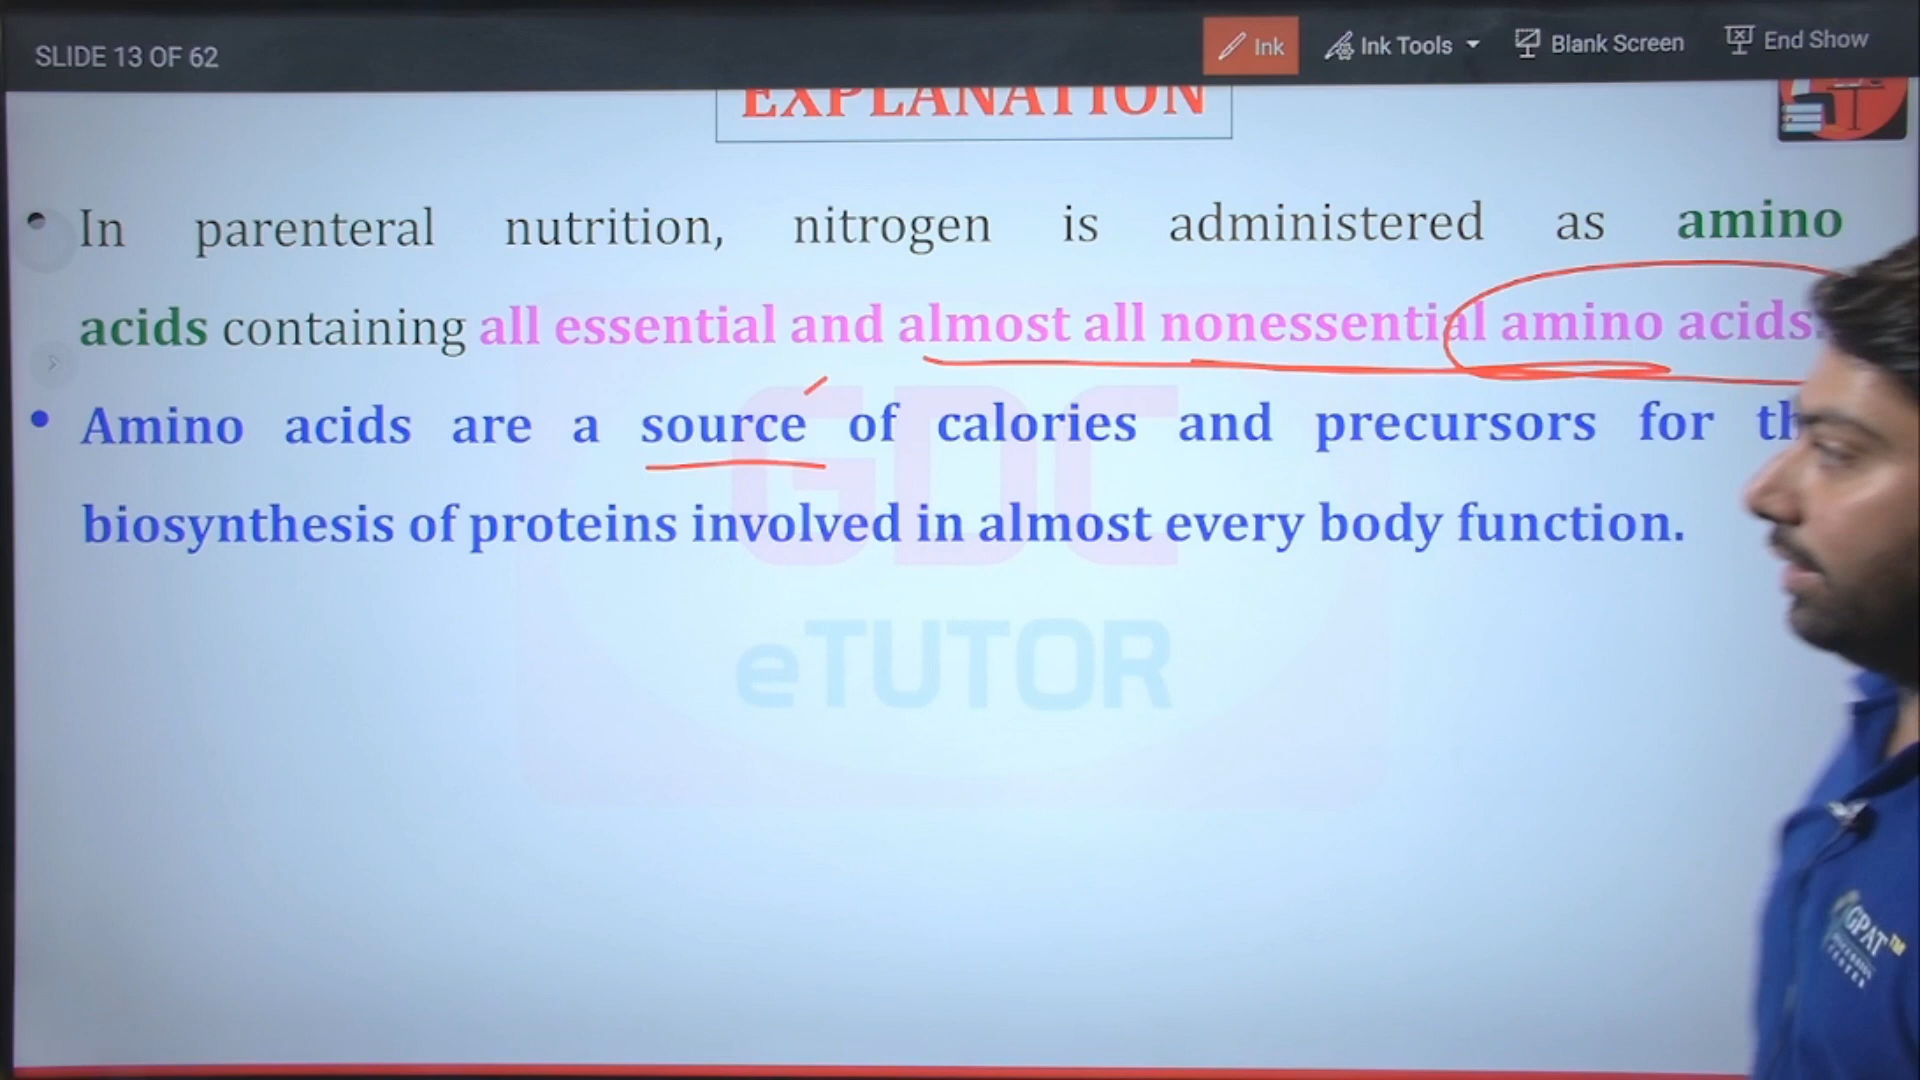 SLIDE 13 OF 62
Ink
Ink Tools
Blank Screen
End Show
EXPLANATION
• In parenteral nutrition, nitrogen is administered as amino
acids containing all essential and almost all nonessential amino acids.
• Amino acids are a source of calories and precursors for
biosynthesis of proteins involved in almost every body function.
GDC
eTUTOR
GPAT™